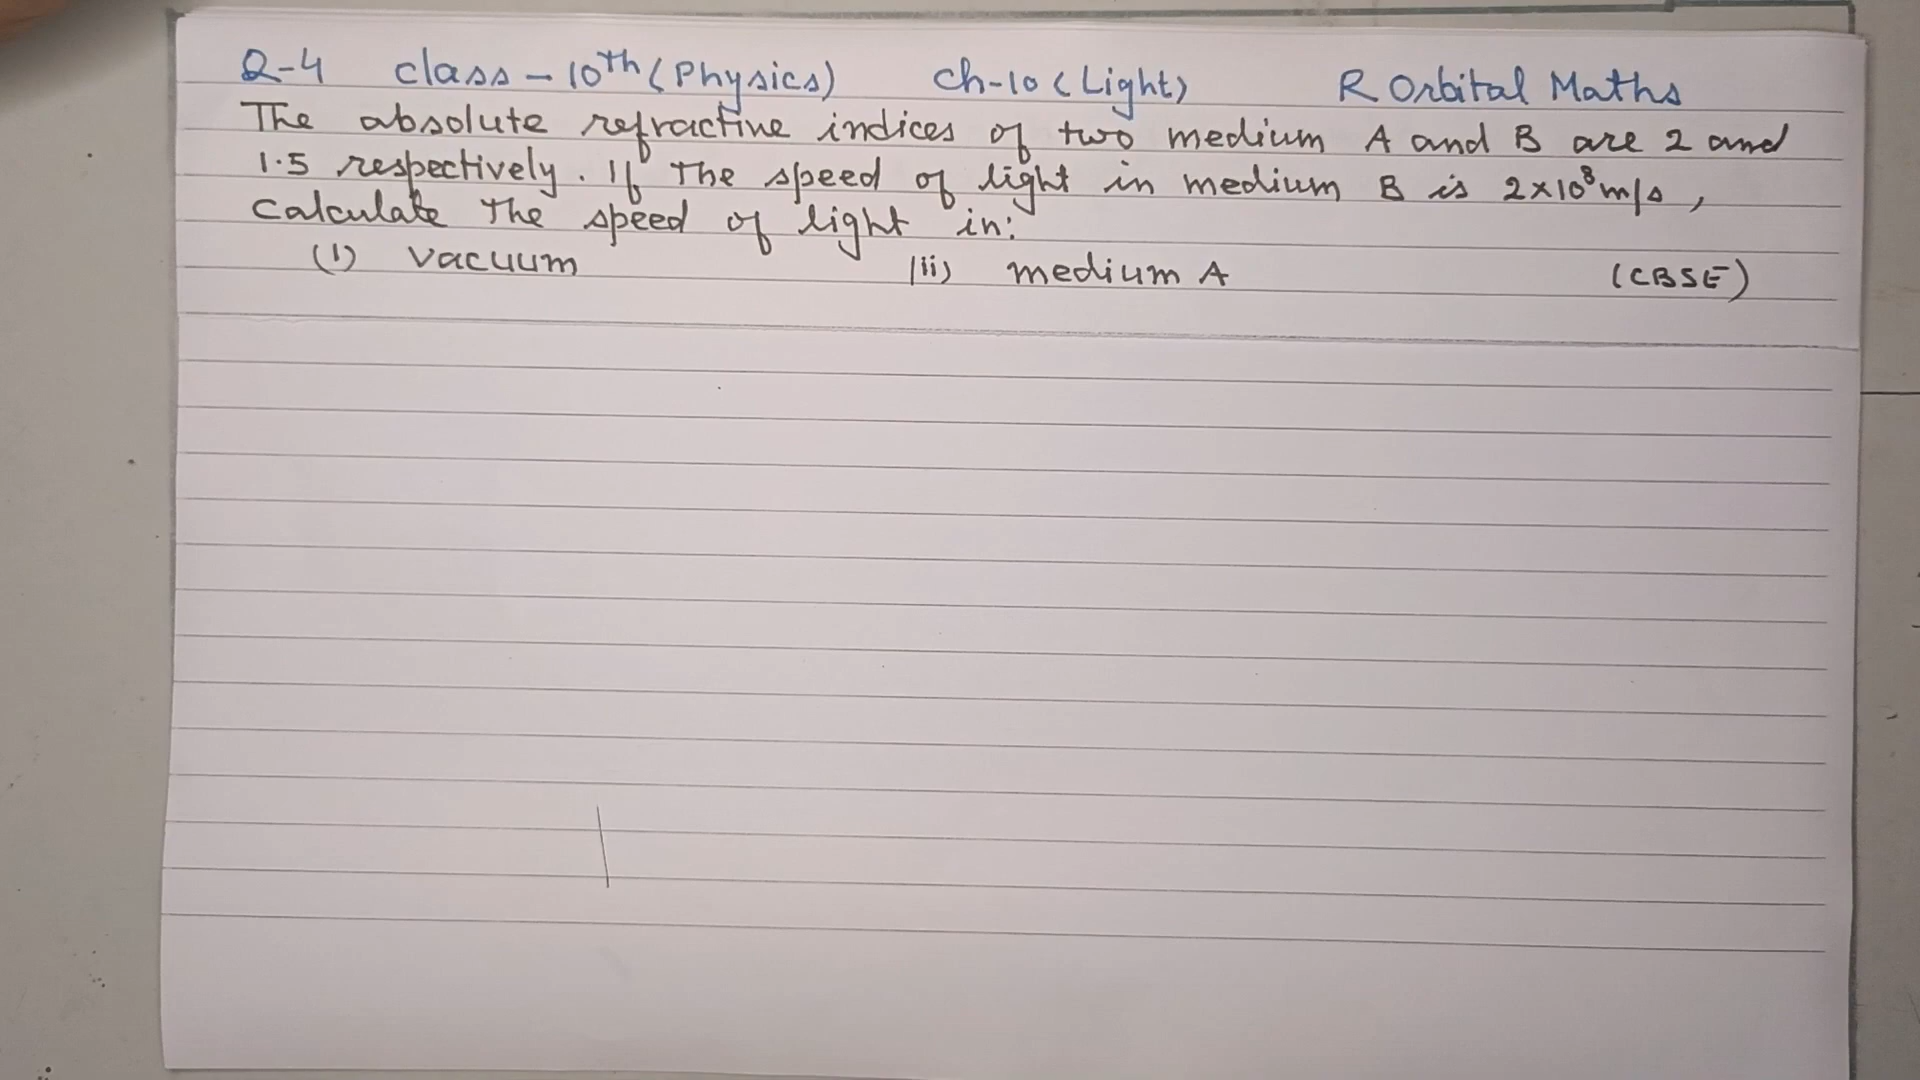 Q-4 class - 10th (Physics) Ch-10 (Light) R Orbital Maths
The absolute refractive indices of two medium A and B are 2 and
1.5 respectively. If the speed of light in medium B is 2×10⁸ m/s,
Calculate the speed of light in:
(i) vacuum (ii) medium A (CBSE)